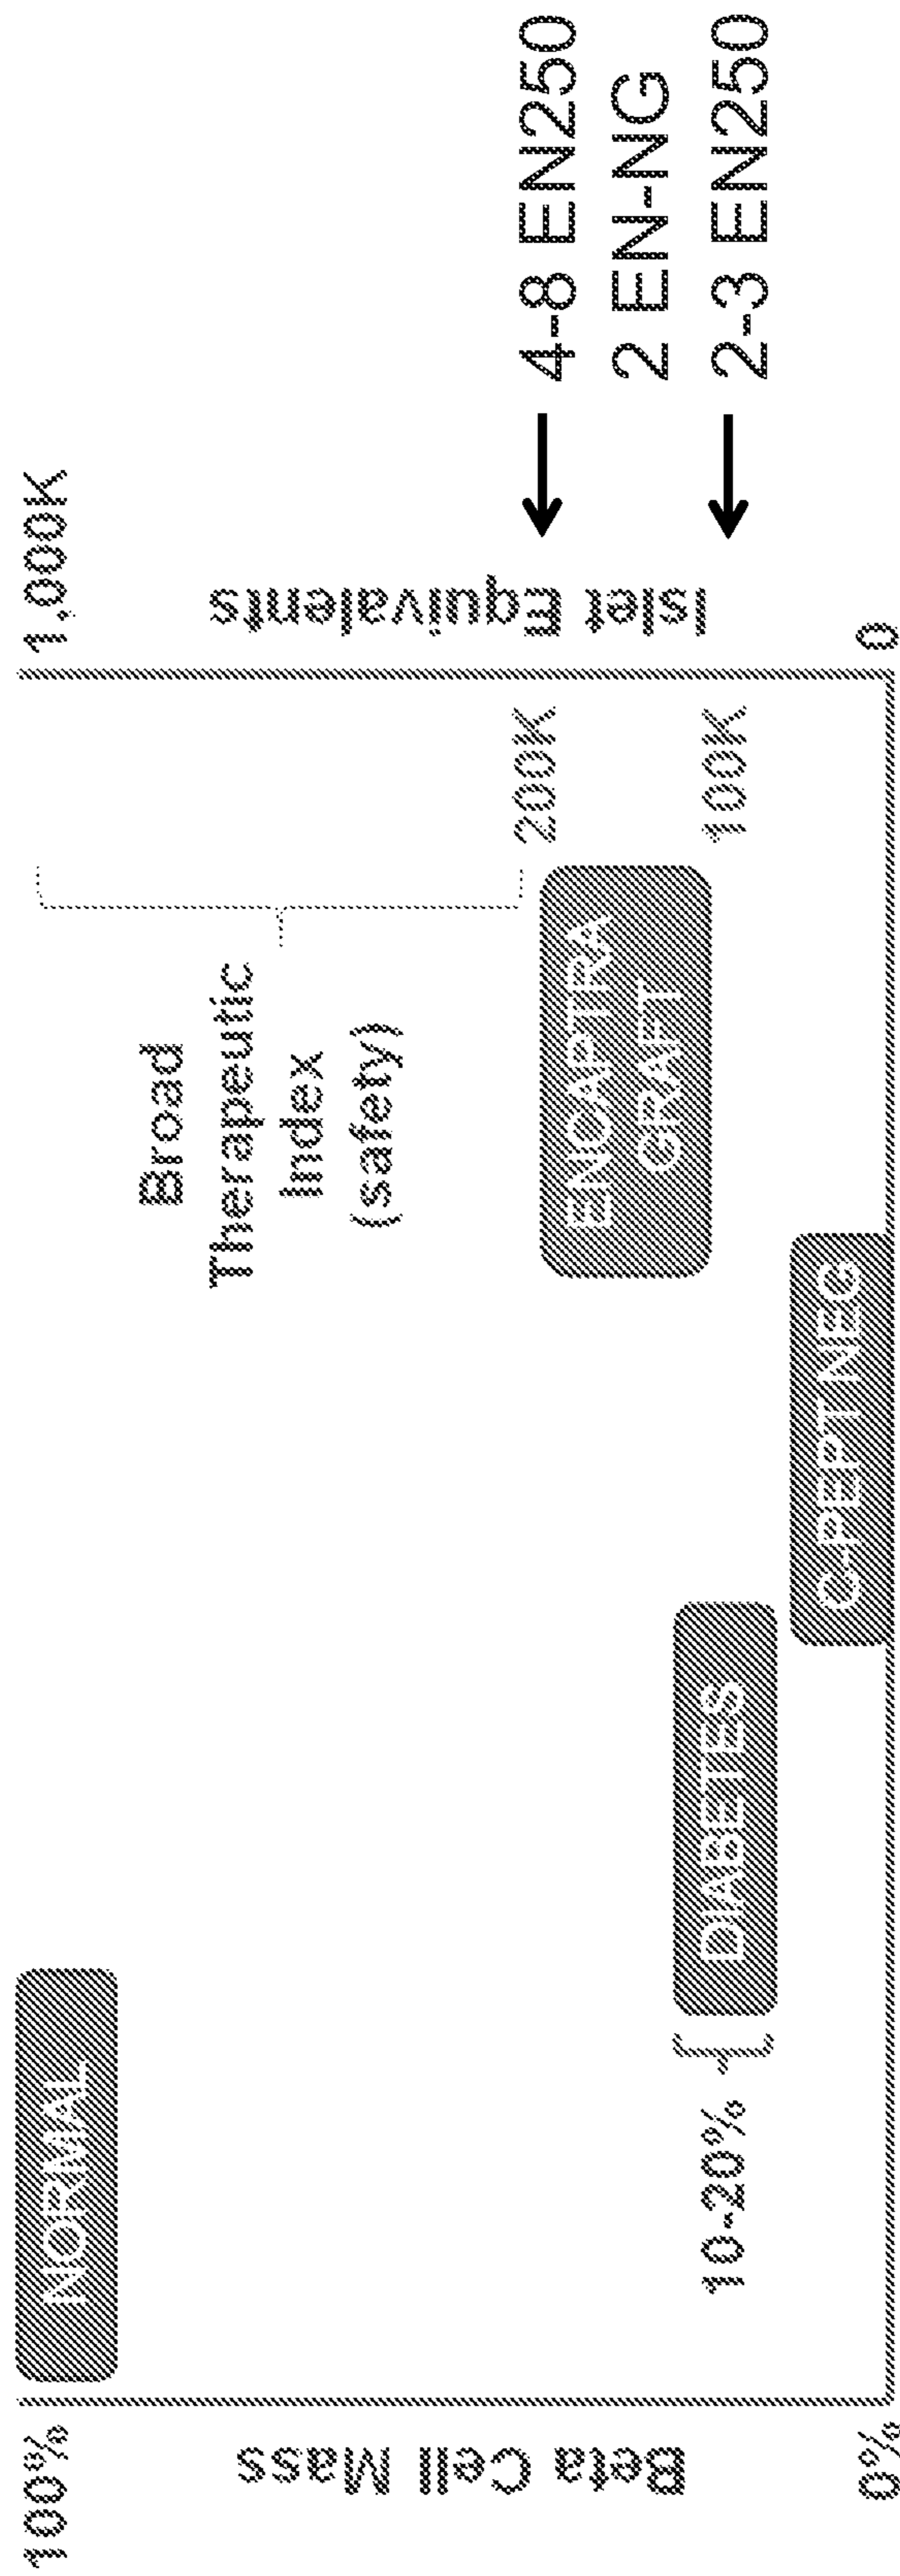 100%
Beta Cell Mass
0%
NORMAL
10-20%
DIABETES
C-PEPT NEG
Broad
Therapeutic
Index
(safety)
ENCAPTRA
GRAFT
200K
100K
1,000K
Islet Equivalents
0
4-8 EN250
2 EN-NG
2-3 EN250